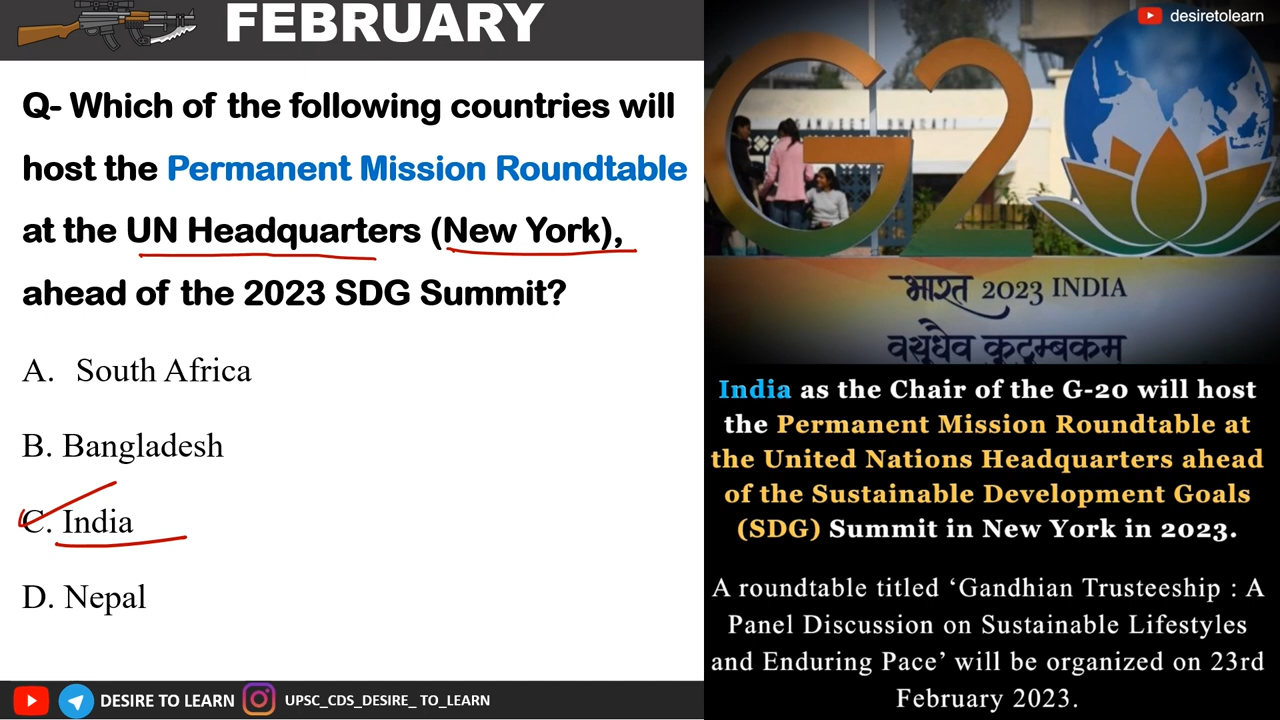 FEBRUARY
Q- Which of the following countries will
host the Permanent Mission Roundtable
at the UN Headquarters (New York),
ahead of the 2023 SDG Summit?
A. South Africa
B. Bangladesh
C. India
D. Nepal
DESIRE TO LEARN
UPSC_CDS_DESIRE_ TO_LEARN
desiretolearn
G20
भारत 2023 INDIA
वसुधैव कुटुम्बकम
India as the Chair of the G-20 will host
the Permanent Mission Roundtable at
the United Nations Headquarters ahead
of the Sustainable Development Goals
(SDG) Summit in New York in 2023.
A roundtable titled ‘Gandhian Trusteeship : A
Panel Discussion on Sustainable Lifestyles
and Enduring Pace’ will be organized on 23rd
February 2023.